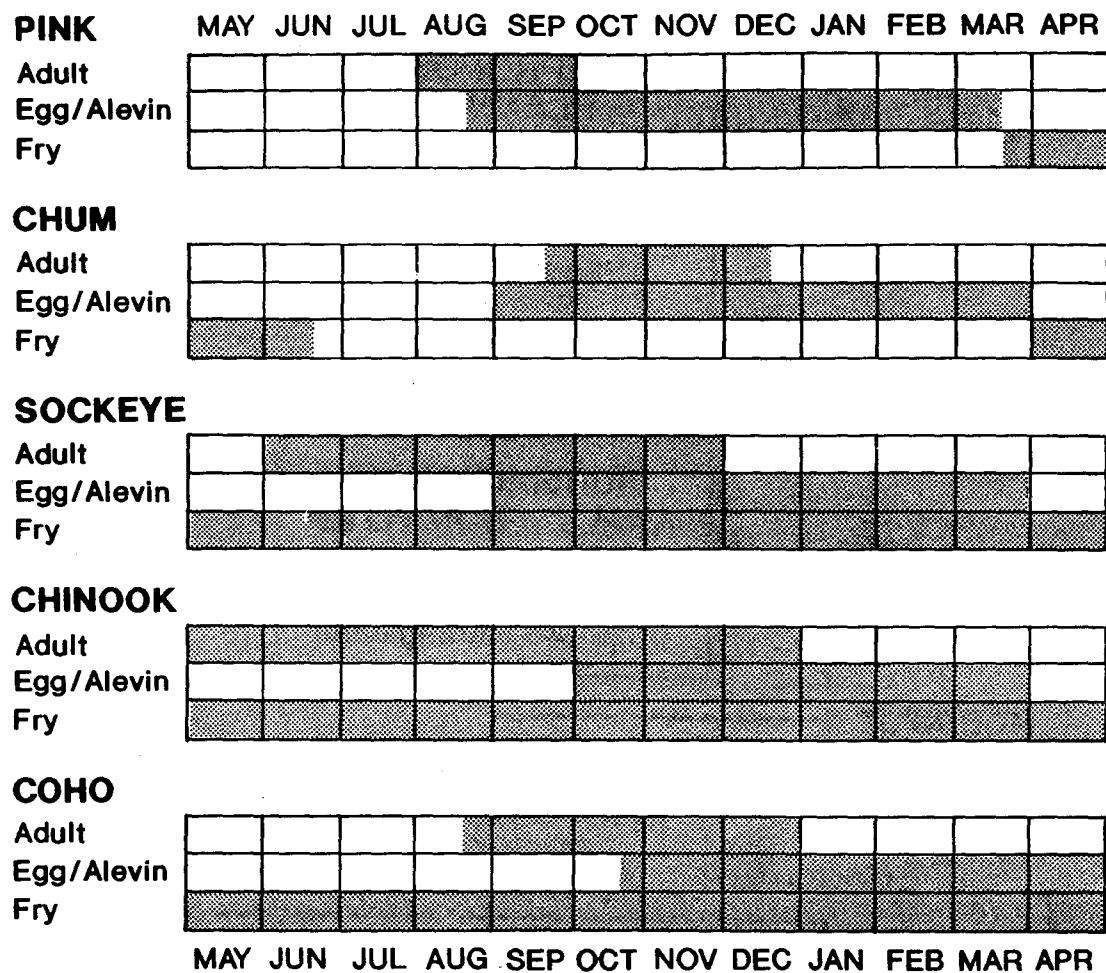 PINK MAY JUN JUL AUG SEP OCT NOV DEC JAN FEB MAR APR
Adult
Egg/Alevin
Fry
CHUM
Adult
Egg/Alevin
Fry
SOCKEYE
Adult
Egg/Alevin
Fry
CHINOOK
Adult
Egg/Alevin
Fry
COHO
Adult
Egg/Alevin
Fry
MAY JUN JUL AUG SEP OCT NOV DEC JAN FEB MAR APR